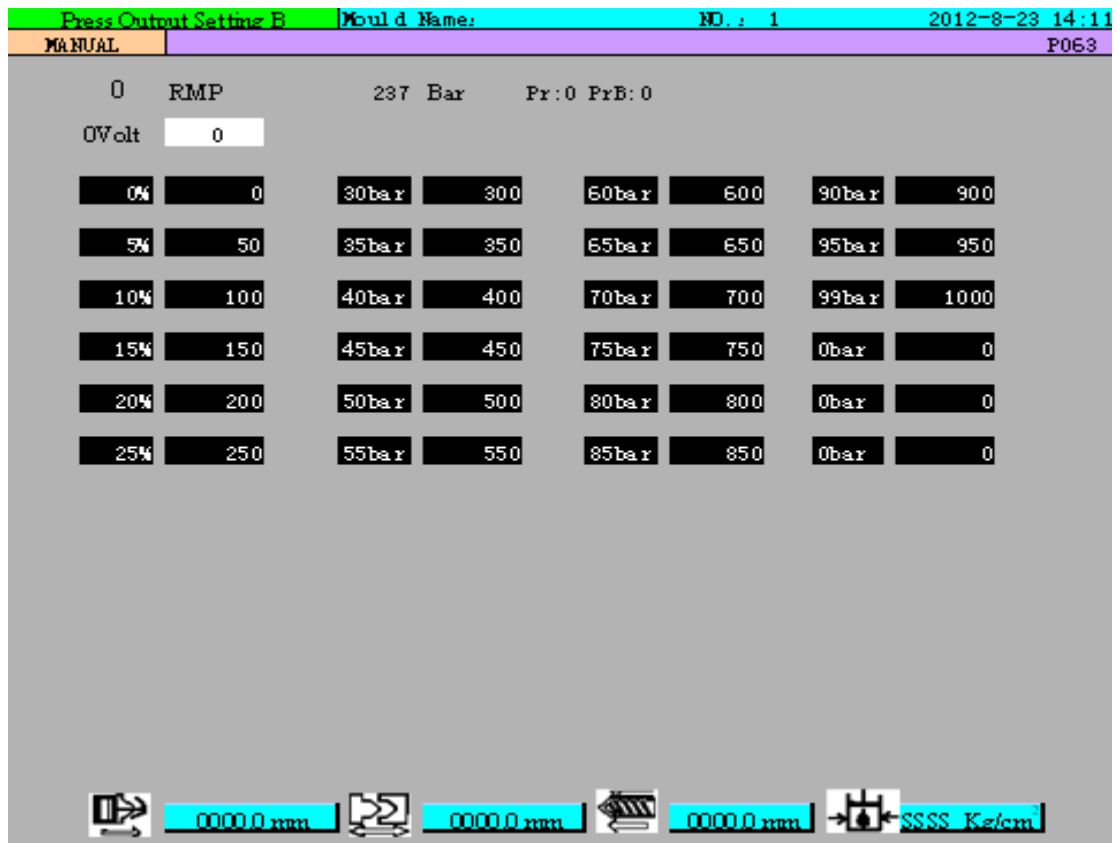 Press Output Setting B Mould Name: NO.: 1 2012-8-23 14:11
MANUAL P063
0 RMP 237 Bar Pr:0 PrB:0
0Volt 0
0% 0 30bar 300 60bar 600 90bar 900
5% 50 35bar 350 65bar 650 95bar 950
10% 100 40bar 400 70bar 700 99bar 1000
15% 150 45bar 450 75bar 750 0bar 0
20% 200 50bar 500 80bar 800 0bar 0
25% 250 55bar 550 85bar 850 0bar 0
0000.0 mm 0000.0 mm 0000.0 mm SSSS Kg/cm²